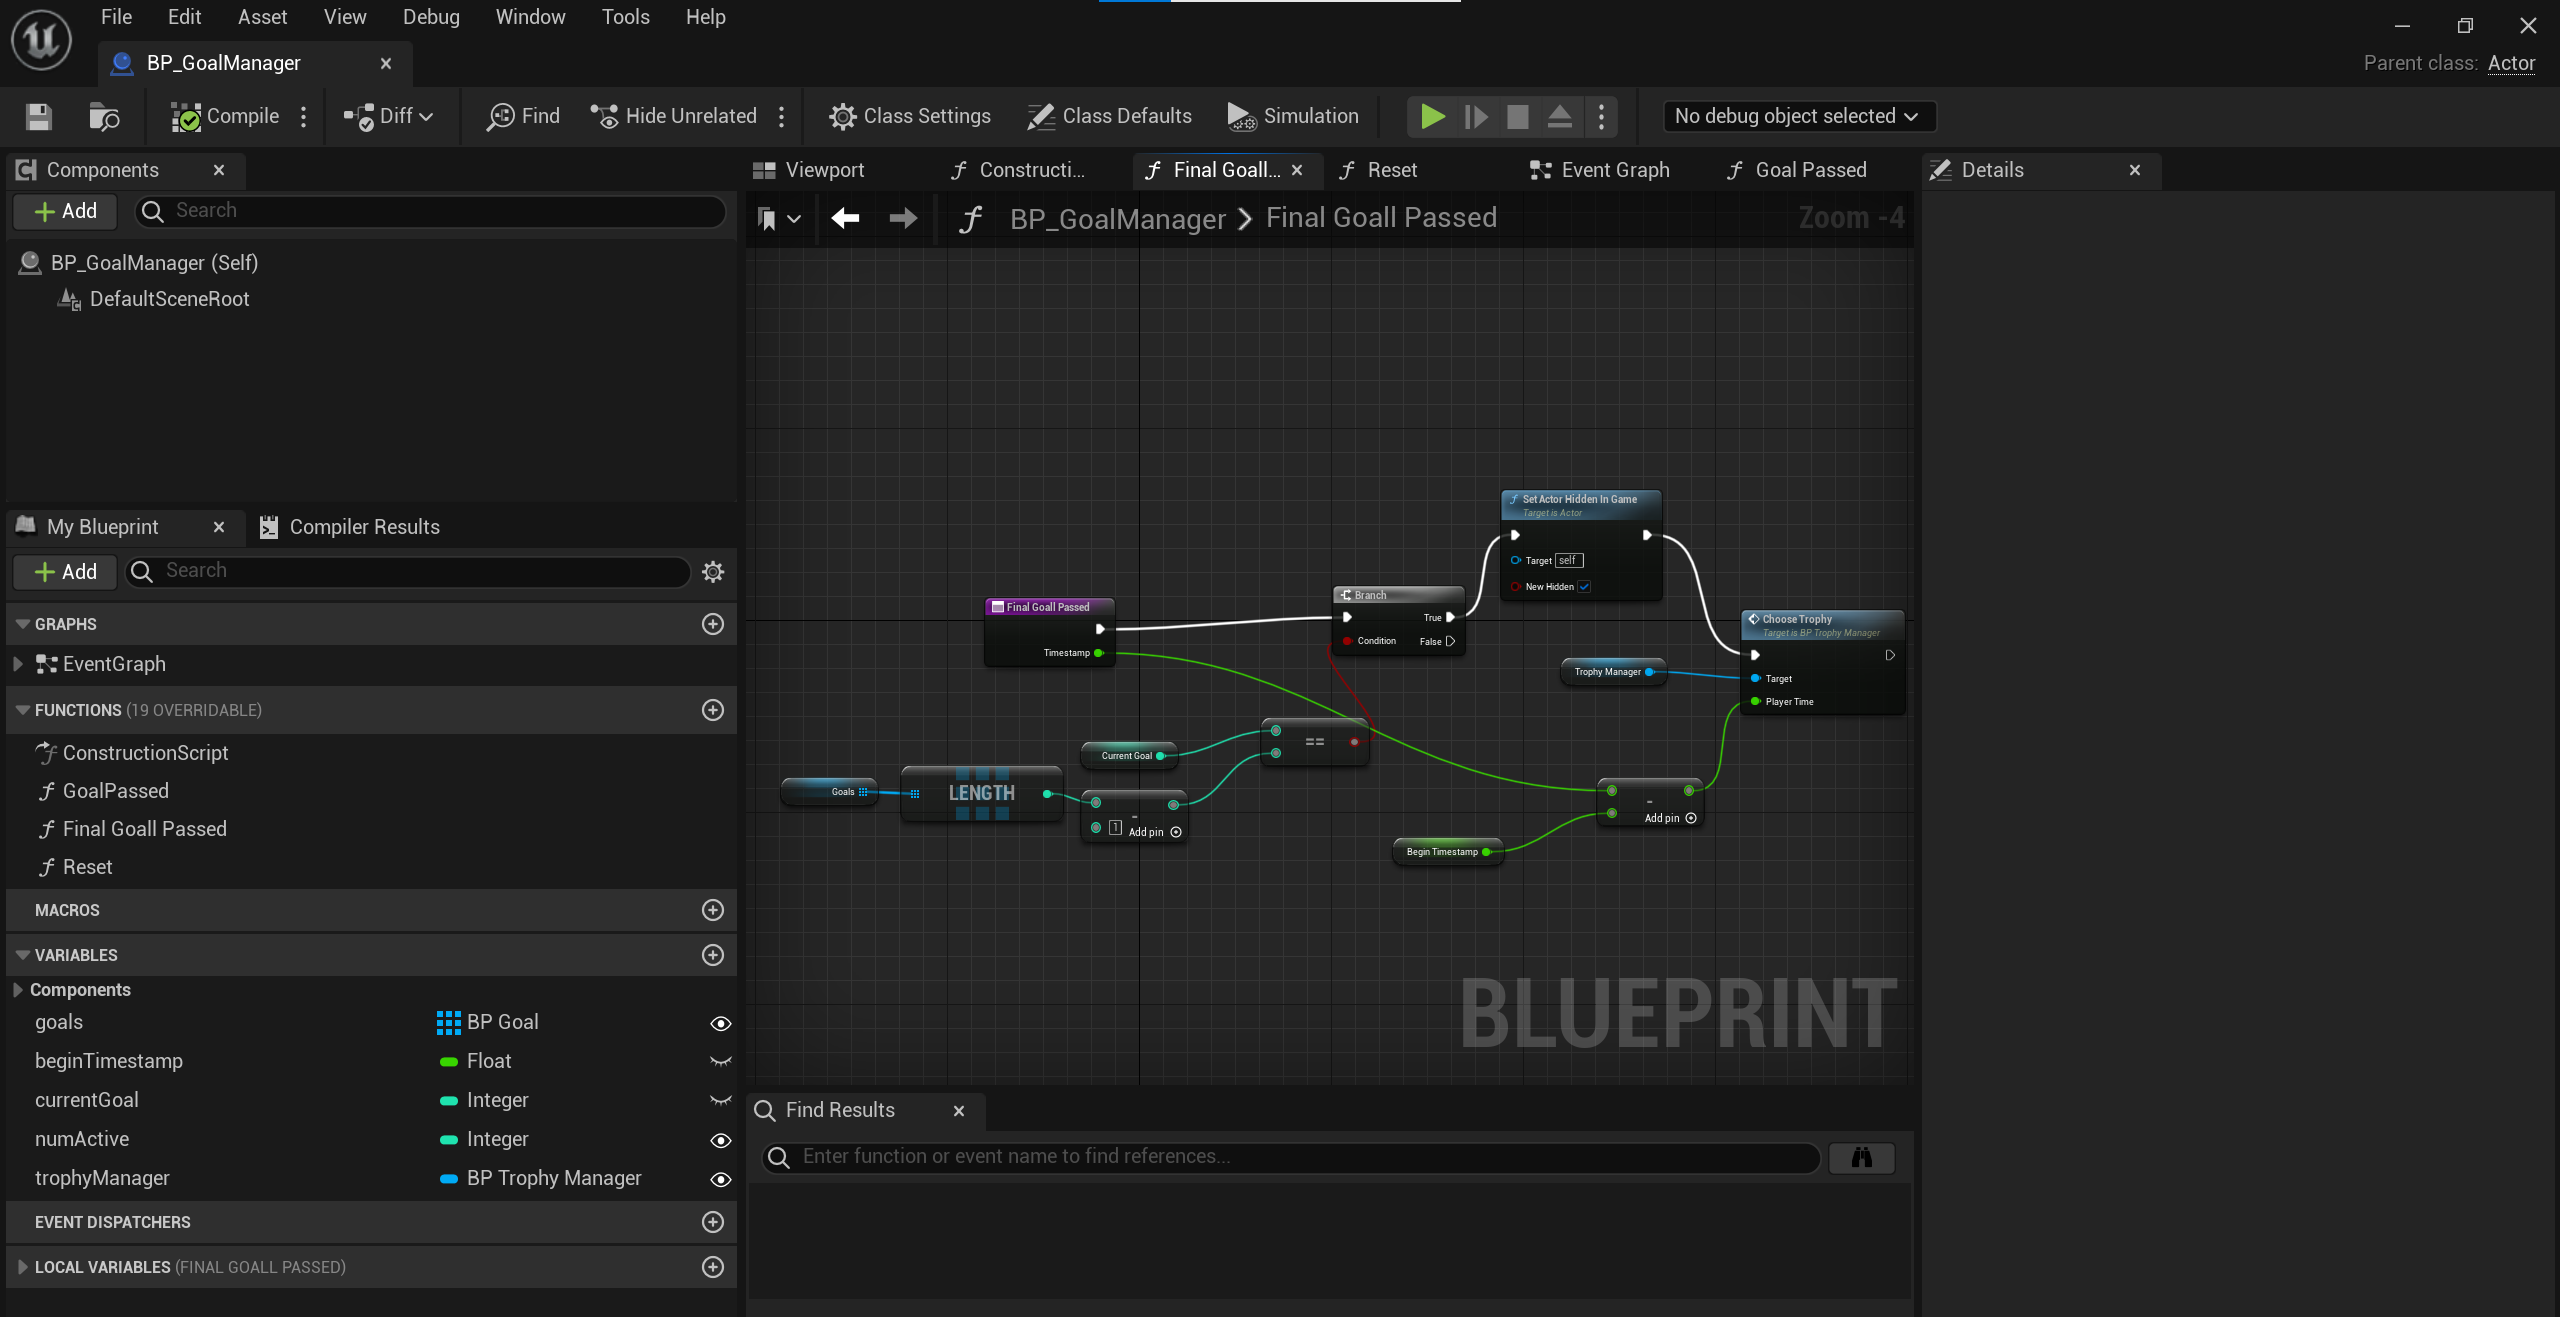 File Edit Asset View Debug Window Tools Help
BP_GoalManager
Parent class: Actor
Compile Diff Find Hide Unrelated Class Settings Class Defaults Simulation No debug object selected
Components
Add Search
BP_GoalManager (Self)
DefaultSceneRoot
My Blueprint Compiler Results
Add Search
GRAPHS
EventGraph
FUNCTIONS (19 OVERRIDABLE)
ConstructionScript
GoalPassed
Final Goall Passed
Reset
MACROS
VARIABLES
Components
goals BP Goal
beginTimestamp Float
currentGoal Integer
numActive Integer
trophyManager BP Trophy Manager
EVENT DISPATCHERS
LOCAL VARIABLES (FINAL GOALL PASSED)
Viewport Constructi... Final Goall... Reset Event Graph Goal Passed
BP_GoalManager > Final Goall Passed Zoom -4
Set Actor Hidden In Game
Target is Actor
Target self
New Hidden
Final Goall Passed
Timestamp
Branch
True
Condition False
Choose Trophy
Target is BP Trophy Manager
Target
Player Time
Trophy Manager
Current Goal
==
Goals
LENGTH
-
1 Add pin
-
Add pin
Begin Timestamp
BLUEPRINT
Find Results
Enter function or event name to find references...
Details